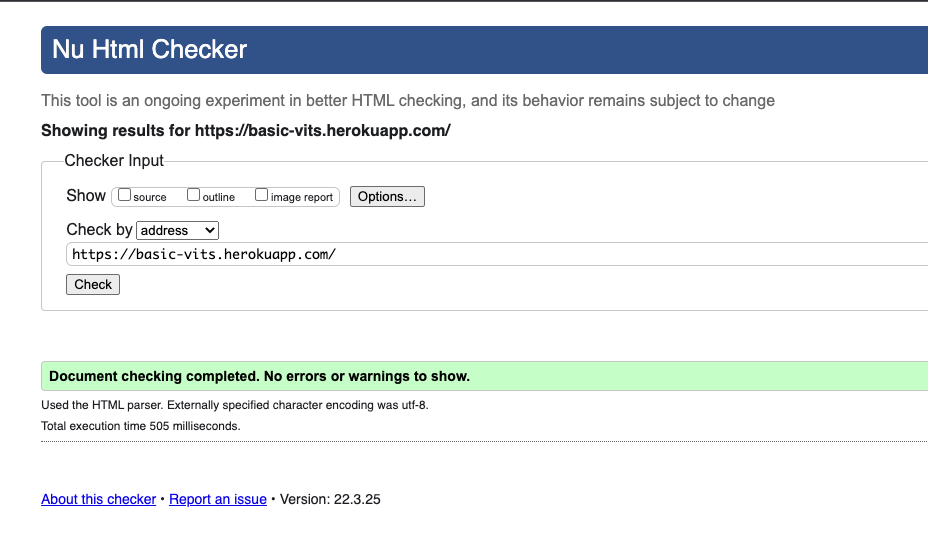 Nu Html Checker
This tool is an ongoing experiment in better HTML checking, and its behavior remains subject to change
Showing results for https://basic-vits.herokuapp.com/
Checker Input
Show source outline image report Options...
Check by address
https://basic-vits.herokuapp.com/
Check
Document checking completed. No errors or warnings to show.
Used the HTML parser. Externally specified character encoding was utf-8.
Total execution time 505 milliseconds.
About this checker • Report an issue • Version: 22.3.25